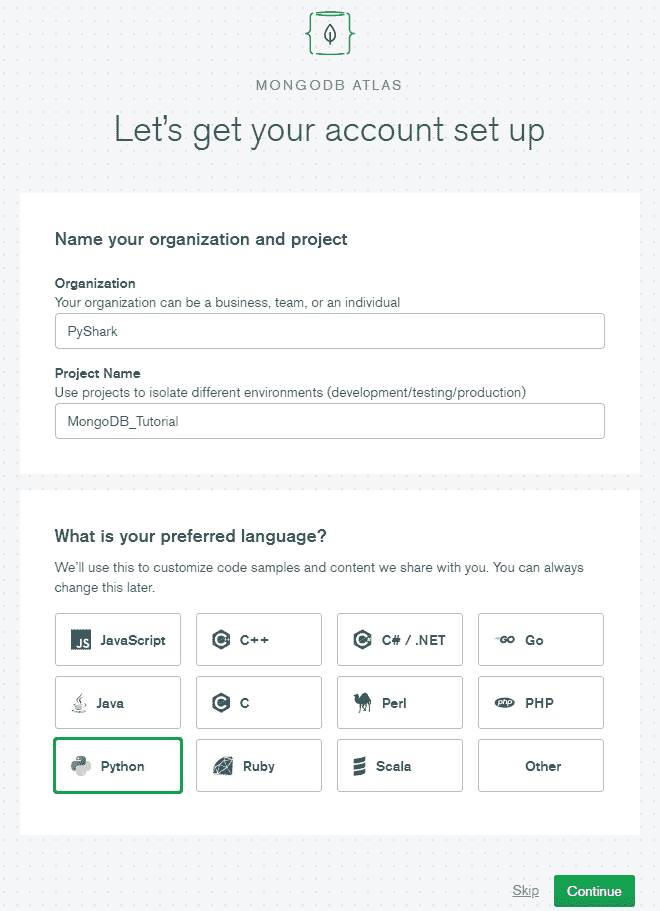 MONGODB ATLAS
Let's get your account set up
Name your organization and project
Organization
Your organization can be a business, team, or an individual
PyShark
Project Name
Use projects to isolate different environments (development/testing/production)
MongoDB_Tutorial
What is your preferred language?
We'll use this to customize code samples and content we share with you. You can always
change this later.
JS JavaScript
C++
C# / .NET
GO Go
Java
C C
Perl
php PHP
Python
Ruby
Scala
Other
Skip
Continue